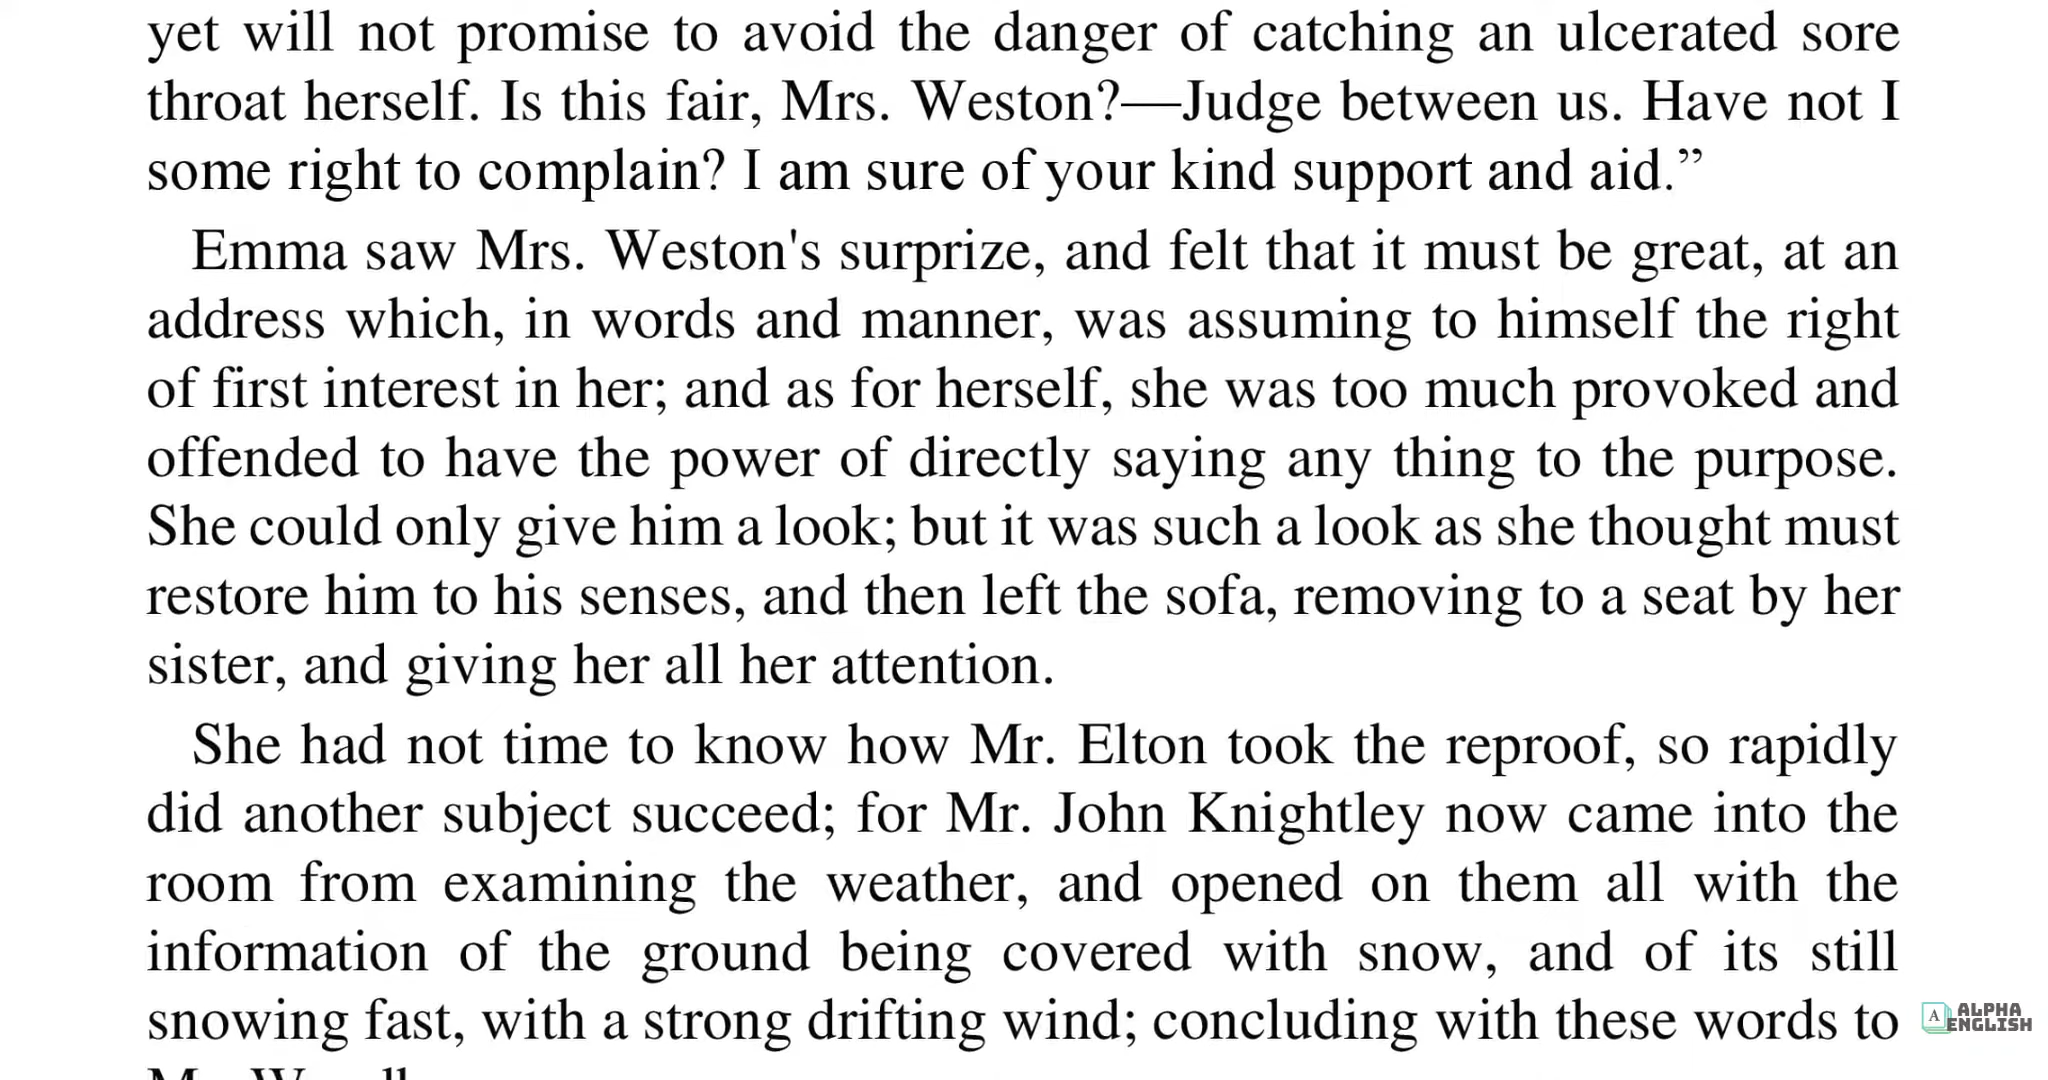 yet will not promise to avoid the danger of catching an ulcerated sore
throat herself. Is this fair, Mrs. Weston?—Judge between us. Have not I
some right to complain? I am sure of your kind support and aid.”
Emma saw Mrs. Weston's surprize, and felt that it must be great, at an
address which, in words and manner, was assuming to himself the right
of first interest in her; and as for herself, she was too much provoked and
offended to have the power of directly saying any thing to the purpose.
She could only give him a look; but it was such a look as she thought must
restore him to his senses, and then left the sofa, removing to a seat by her
sister, and giving her all her attention.
She had not time to know how Mr. Elton took the reproof, so rapidly
did another subject succeed; for Mr. John Knightley now came into the
room from examining the weather, and opened on them all with the
information of the ground being covered with snow, and of its still
snowing fast, with a strong drifting wind; concluding with these words to
A ALPHA
ENGLISH